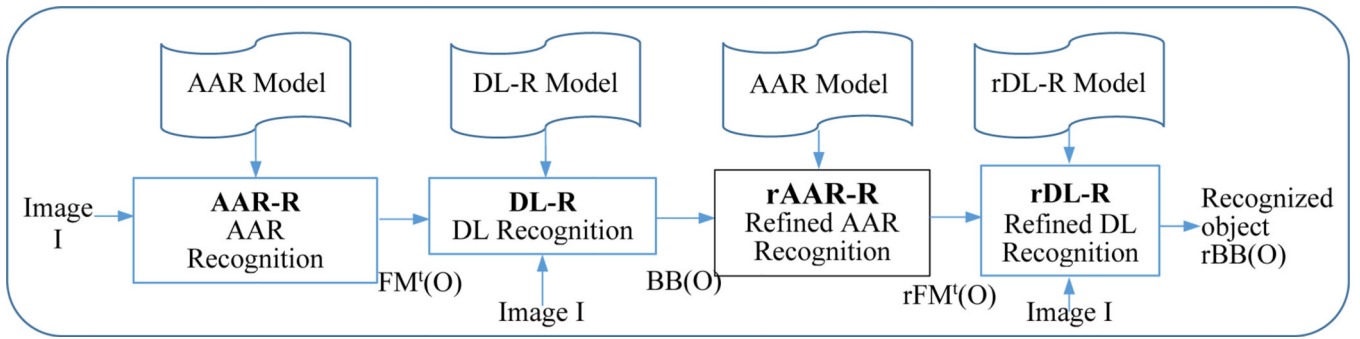 AAR Model
DL-R Model
AAR Model
rDL-R Model
Image
I
AAR-R
AAR
Recognition
FMᵗ(O)
DL-R
DL Recognition
Image I
BB(O)
rAAR-R
Refined AAR
Recognition
rFMᵗ(O)
rDL-R
Refined DL
Recognition
Image I
Recognized
object
rBB(O)